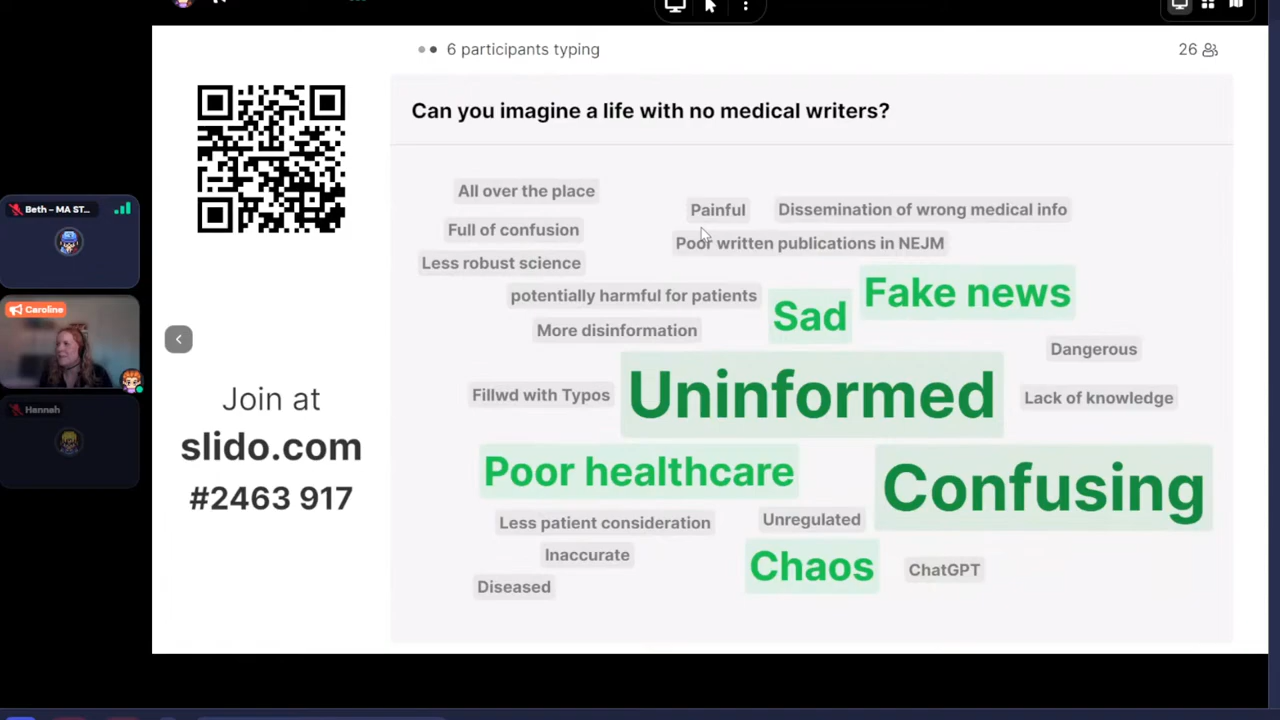 6 participants typing
26
Can you imagine a life with no medical writers?
All over the place
Painful
Dissemination of wrong medical info
Full of confusion
Poor written publications in NEJM
Less robust science
potentially harmful for patients
Sad
Fake news
More disinformation
Dangerous
Fillwd with Typos
Uninformed
Lack of knowledge
Poor healthcare
Confusing
Less patient consideration
Unregulated
Inaccurate
Chaos
ChatGPT
Diseased
Join at
slido.com
#2463 917
Beth – MA ST...
Caroline
Hannah